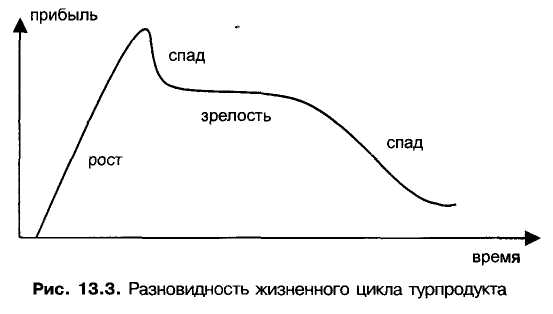 прибыль
спад
зрелость
рост
спад
время
Рис. 13.3. Разновидность жизненного цикла турпродукта